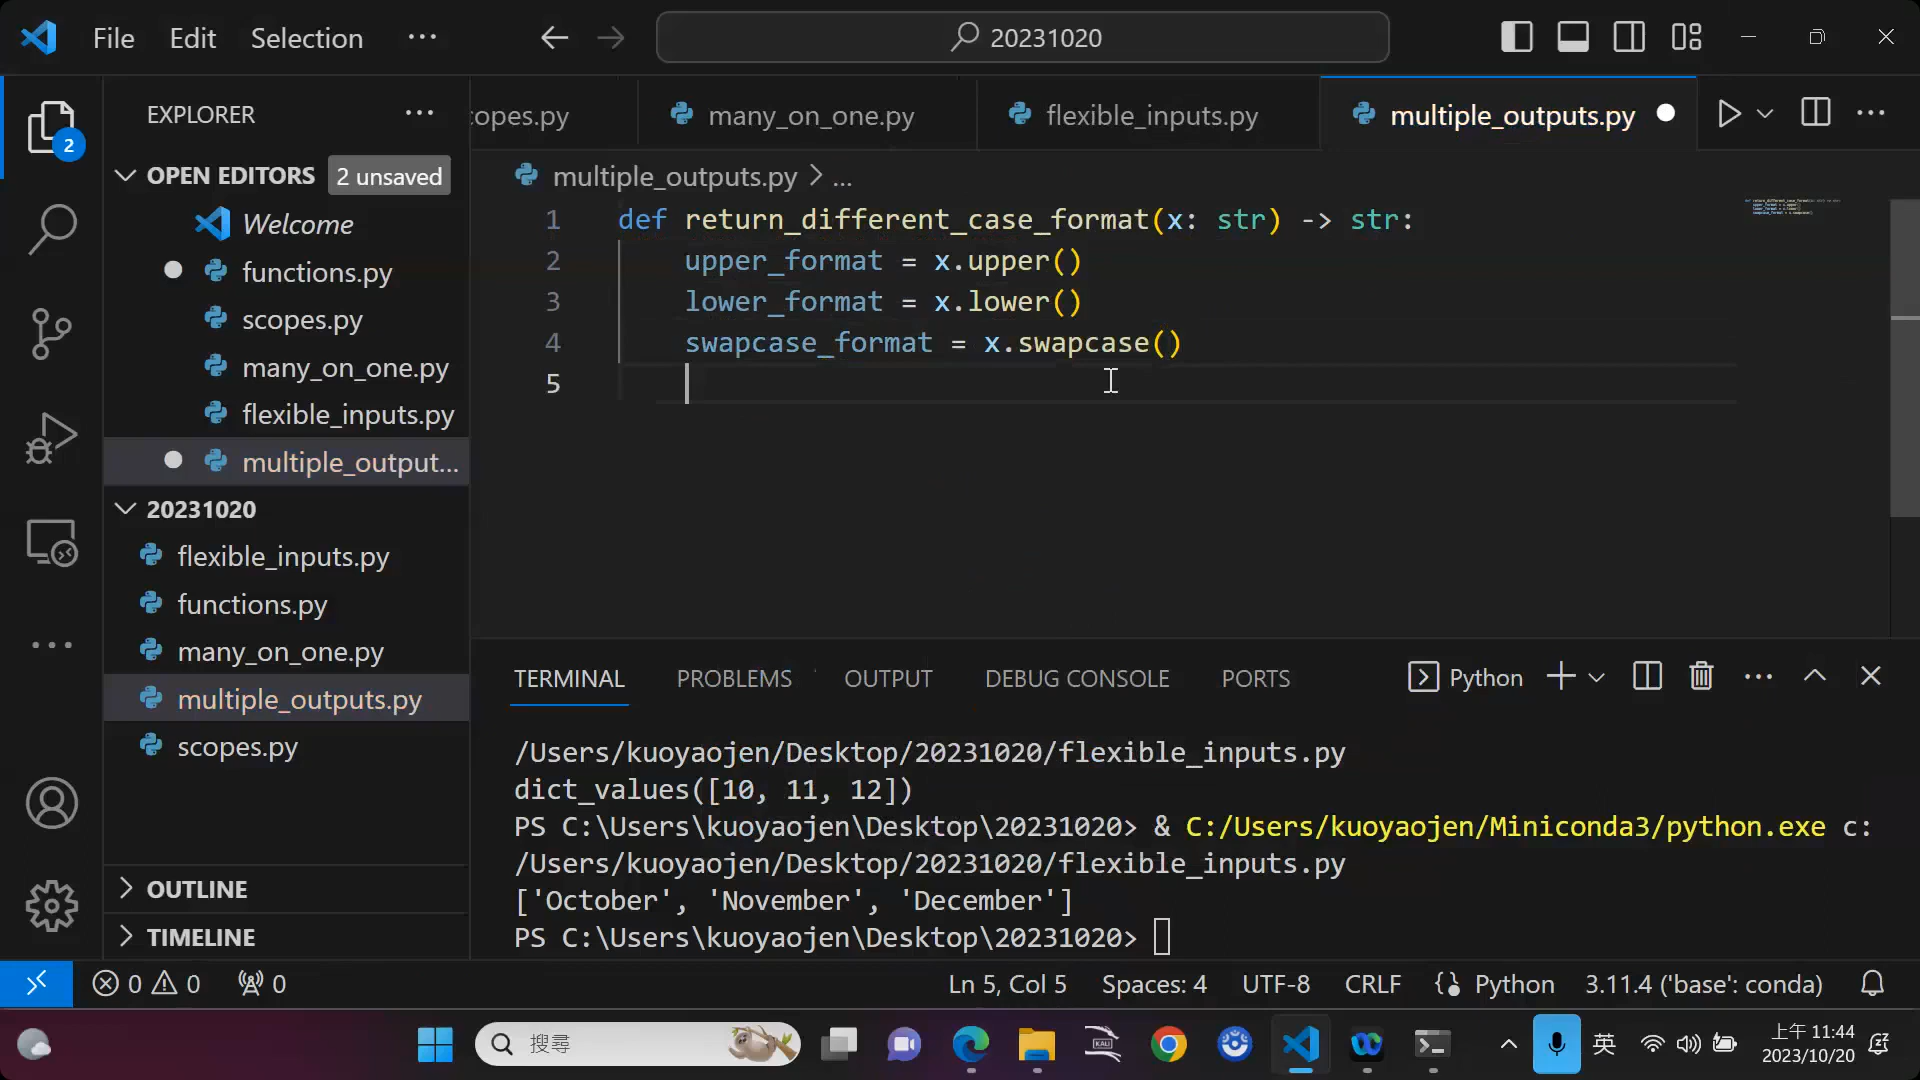 File Edit Selection ···
20231020
EXPLORER
OPEN EDITORS 2 unsaved
Welcome
functions.py
scopes.py
many_on_one.py
flexible_inputs.py
multiple_output...
20231020
flexible_inputs.py
functions.py
many_on_one.py
multiple_outputs.py
scopes.py
OUTLINE
TIMELINE
2
copes.py many_on_one.py flexible_inputs.py multiple_outputs.py
multiple_outputs.py > ...
1 def return_different_case_format(x: str) -> str:
2 upper_format = x.upper()
3 lower_format = x.lower()
4 swapcase_format = x.swapcase()
5
TERMINAL PROBLEMS OUTPUT DEBUG CONSOLE PORTS Python
/Users/kuoyaojen/Desktop/20231020/flexible_inputs.py
dict_values([10, 11, 12])
PS C:\Users\kuoyaojen\Desktop\20231020> & C:/Users/kuoyaojen/Miniconda3/python.exe c:
/Users/kuoyaojen/Desktop/20231020/flexible_inputs.py
['October', 'November', 'December']
PS C:\Users\kuoyaojen\Desktop\20231020>
0 0 0 Ln 5, Col 5 Spaces: 4 UTF-8 CRLF Python 3.11.4 ('base': conda)
搜尋 KALI 英 上午 11:44
2023/10/20